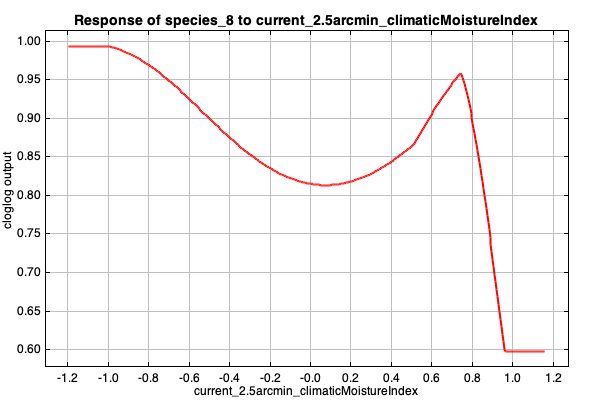 Response of species_8 to current_2.5arcmin_climaticMoistureIndex
cloglog output
1.00
0.95
0.90
0.85
0.80
0.75
0.70
0.65
0.60
-1.2 -1.0 -0.8 -0.6 -0.4 -0.2 -0.0 0.2 0.4 0.6 0.8 1.0 1.2
current_2.5arcmin_climaticMoistureIndex